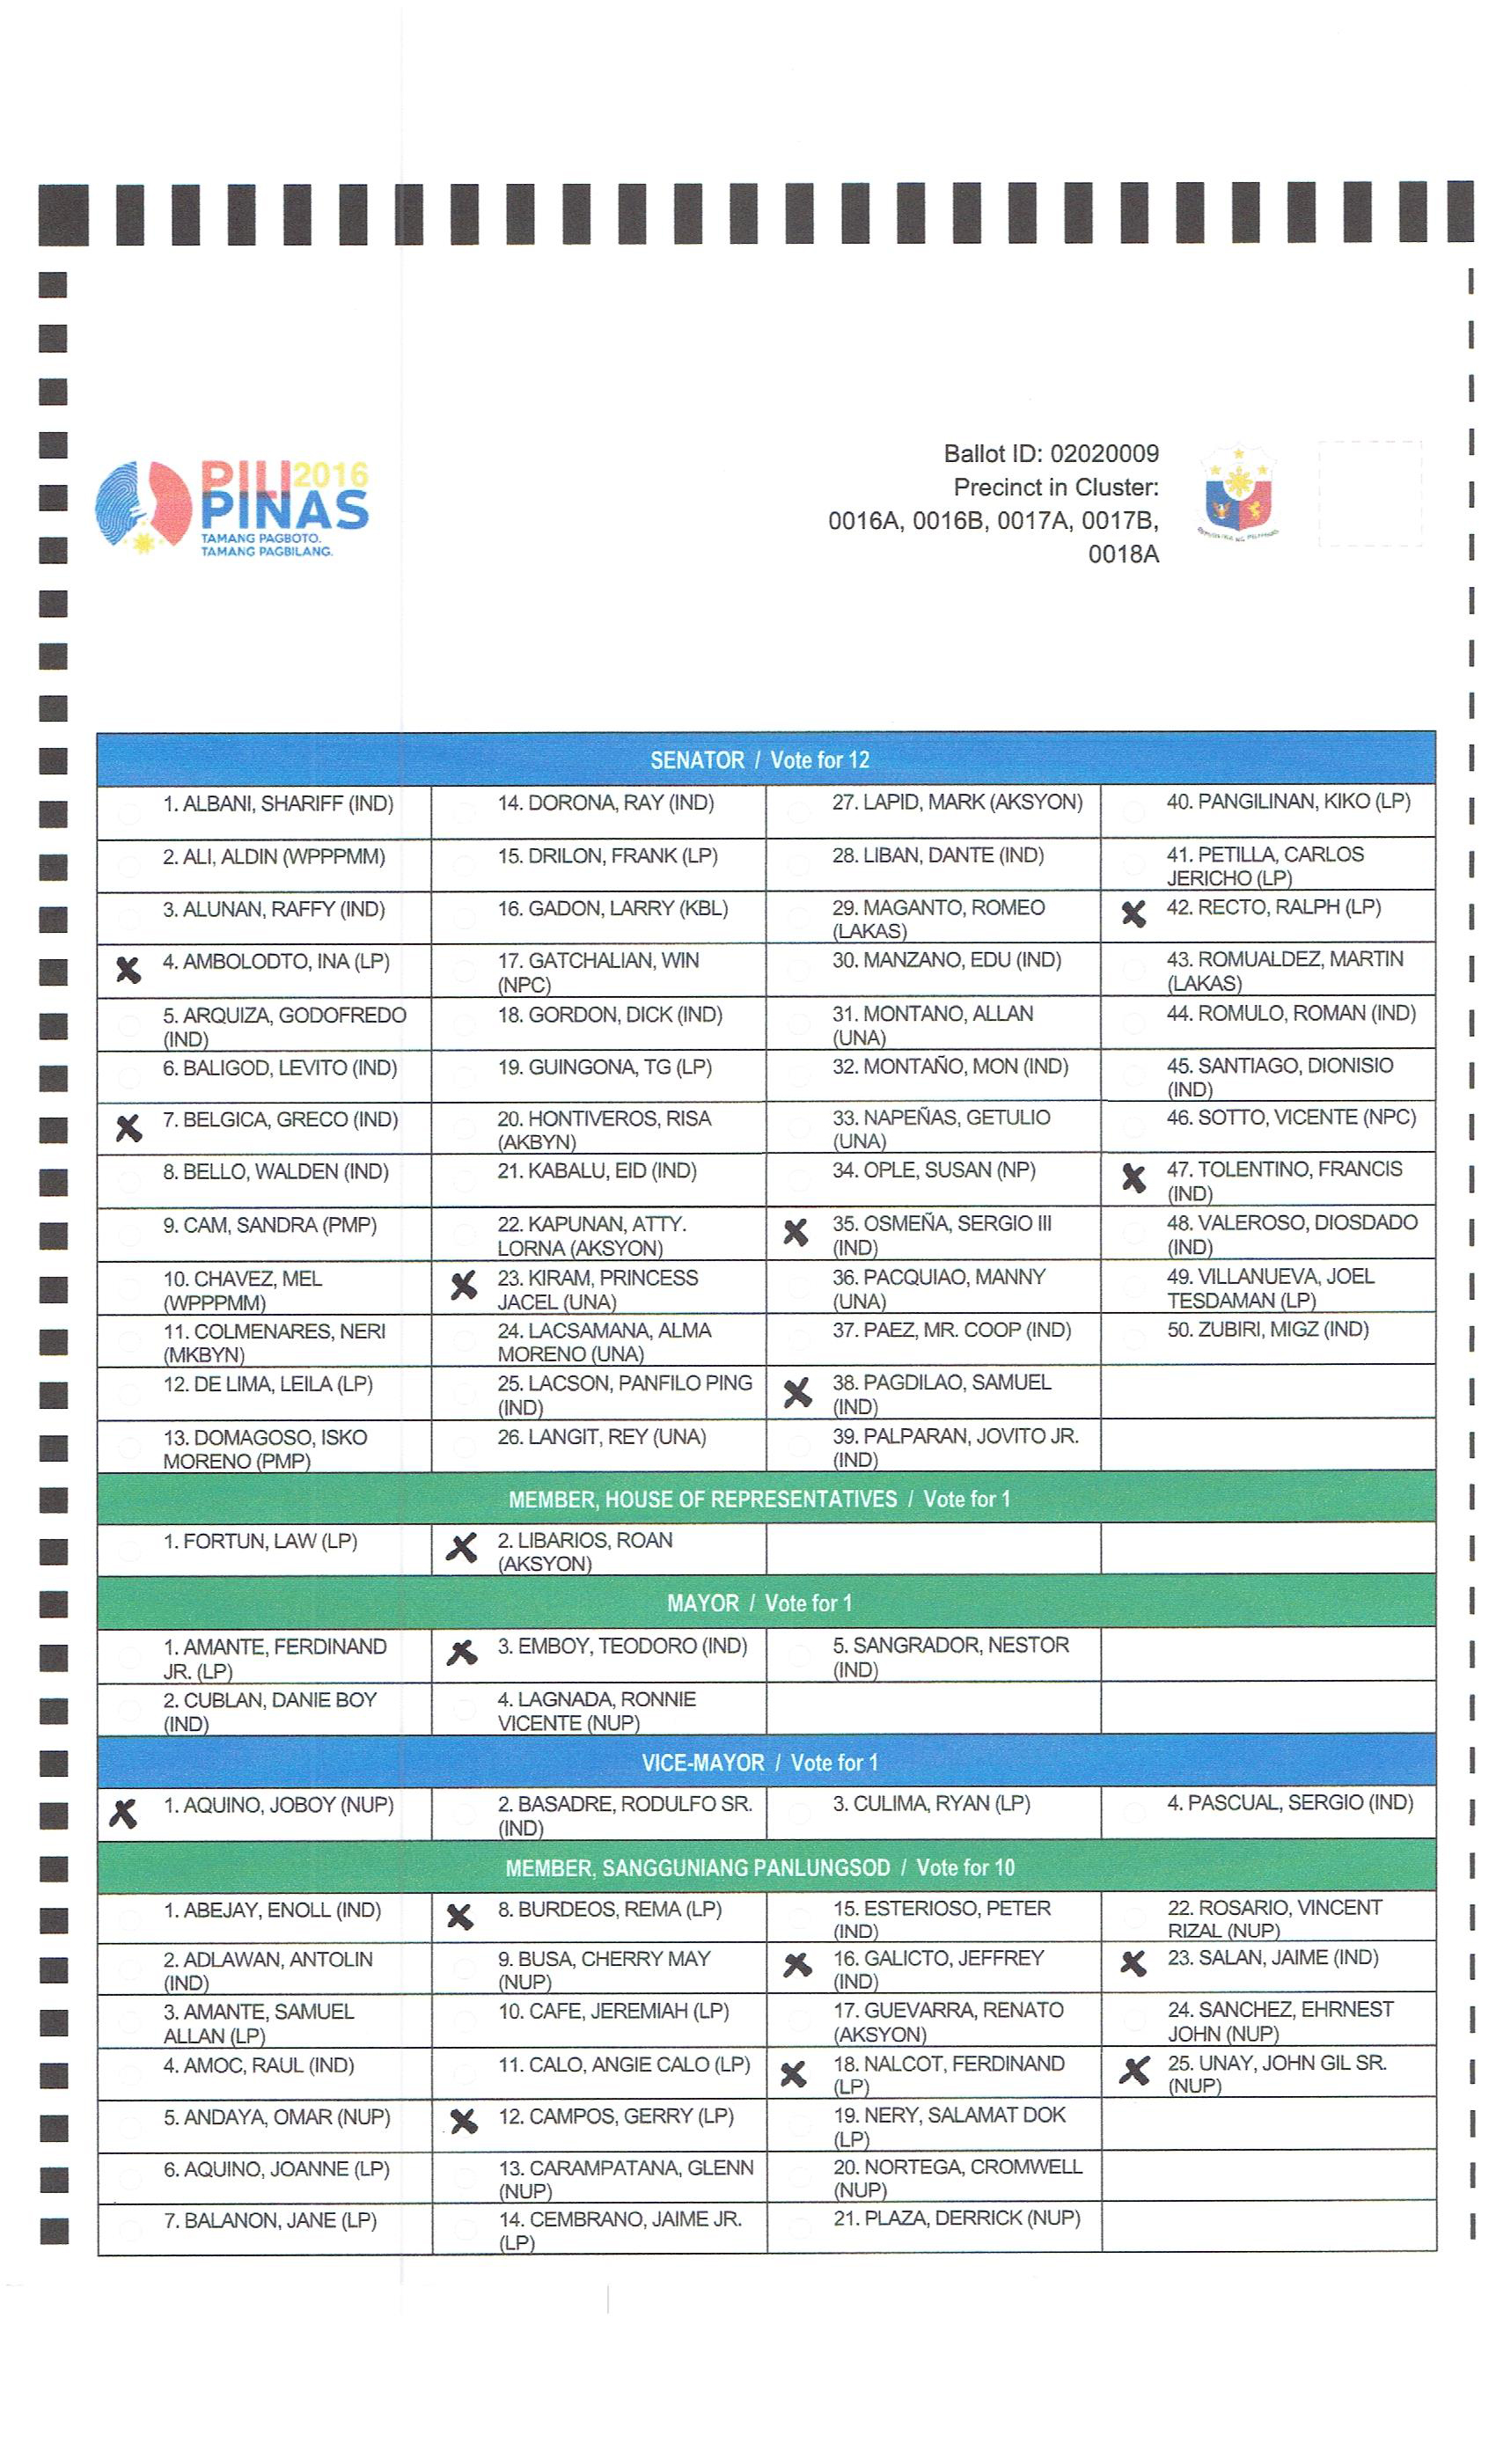 PILI2016
PINAS
TAMANG PAGBOTO.
TAMANG PAGBILANG.
Ballot ID: 02020009
Precinct in Cluster:
0016A, 0016B, 0017A, 0017B,
0018A
SENATOR / Vote for 12
1. ALBANI, SHARIFF (IND)
2. ALI, ALDIN (WPPPMM)
3. ALUNAN, RAFFY (IND)
4. AMBOLODTO, INA (LP)
5. ARQUIZA, GODOFREDO
(IND)
6. BALIGOD, LEVITO (IND)
7. BELGICA, GRECO (IND)
8. BELLO, WALDEN (IND)
9. CAM, SANDRA (PMP)
10. CHAVEZ, MEL
(WPPPMM)
11. COLMENARES, NERI
(MKBYN)
12. DE LIMA, LEILA (LP)
13. DOMAGOSO, ISKO
MORENO (PMP)
14. DORONA, RAY (IND)
15. DRILON, FRANK (LP)
16. GADON, LARRY (KBL)
17. GATCHALIAN, WIN
(NPC)
18. GORDON, DICK (IND)
19. GUINGONA, TG (LP)
20. HONTIVEROS, RISA
(AKBYN)
21. KABALU, EID (IND)
22. KAPUNAN, ATTY.
LORNA (AKSYON)
23. KIRAM, PRINCESS
JACEL (UNA)
24. LACSAMANA, ALMA
MORENO (UNA)
25. LACSON, PANFILO PING
(IND)
26. LANGIT, REY (UNA)
27. LAPID, MARK (AKSYON)
28. LIBAN, DANTE (IND)
29. MAGANTO, ROMEO
(LAKAS)
30. MANZANO, EDU (IND)
31. MONTANO, ALLAN
(UNA)
32. MONTAÑO, MON (IND)
33. NAPEÑAS, GETULIO
(UNA)
34. OPLE, SUSAN (NP)
35. OSMEÑA, SERGIO III
(IND)
36. PACQUIAO, MANNY
(UNA)
37. PAEZ, MR. COOP (IND)
38. PAGDILAO, SAMUEL
(IND)
39. PALPARAN, JOVITO JR.
(IND)
40. PANGILINAN, KIKO (LP)
41. PETILLA, CARLOS
JERICHO (LP)
42. RECTO, RALPH (LP)
43. ROMUALDEZ, MARTIN
(LAKAS)
44. ROMULO, ROMAN (IND)
45. SANTIAGO, DIONISIO
(IND)
46. SOTTO, VICENTE (NPC)
47. TOLENTINO, FRANCIS
(IND)
48. VALEROSO, DIOSDADO
(IND)
49. VILLANUEVA, JOEL
TESDAMAN (LP)
50. ZUBIRI, MIGZ (IND)
MEMBER, HOUSE OF REPRESENTATIVES / Vote for 1
1. FORTUN, LAW (LP)
2. LIBARIOS, ROAN
(AKSYON)
MAYOR / Vote for 1
1. AMANTE, FERDINAND
JR. (LP)
2. CUBLAN, DANIE BOY
(IND)
3. EMBOY, TEODORO (IND)
4. LAGNADA, RONNIE
VICENTE (NUP)
5. SANGRADOR, NESTOR
(IND)
VICE-MAYOR / Vote for 1
1. AQUINO, JOBOY (NUP)
2. BASADRE, RODULFO SR.
(IND)
3. CULIMA, RYAN (LP)
4. PASCUAL, SERGIO (IND)
MEMBER, SANGGUNIANG PANLUNGSOD / Vote for 10
1. ABEJAY, ENOLL (IND)
2. ADLAWAN, ANTOLIN
(IND)
3. AMANTE, SAMUEL
ALLAN (LP)
4. AMOC, RAUL (IND)
5. ANDAYA, OMAR (NUP)
6. AQUINO, JOANNE (LP)
7. BALANON, JANE (LP)
8. BURDEOS, REMA (LP)
9. BUSA, CHERRY MAY
(NUP)
10. CAFE, JEREMIAH (LP)
11. CALO, ANGIE CALO (LP)
12. CAMPOS, GERRY (LP)
13. CARAMPATANA, GLENN
(NUP)
14. CEMBRANO, JAIME JR.
(LP)
15. ESTERIOSO, PETER
(IND)
16. GALICTO, JEFFREY
(IND)
17. GUEVARRA, RENATO
(AKSYON)
18. NALCOT, FERDINAND
(LP)
19. NERY, SALAMAT DOK
(LP)
20. NORTEGA, CROMWELL
(NUP)
21. PLAZA, DERRICK (NUP)
22. ROSARIO, VINCENT
RIZAL (NUP)
23. SALAN, JAIME (IND)
24. SANCHEZ, EHRNEST
JOHN (NUP)
25. UNAY, JOHN GIL SR.
(NUP)